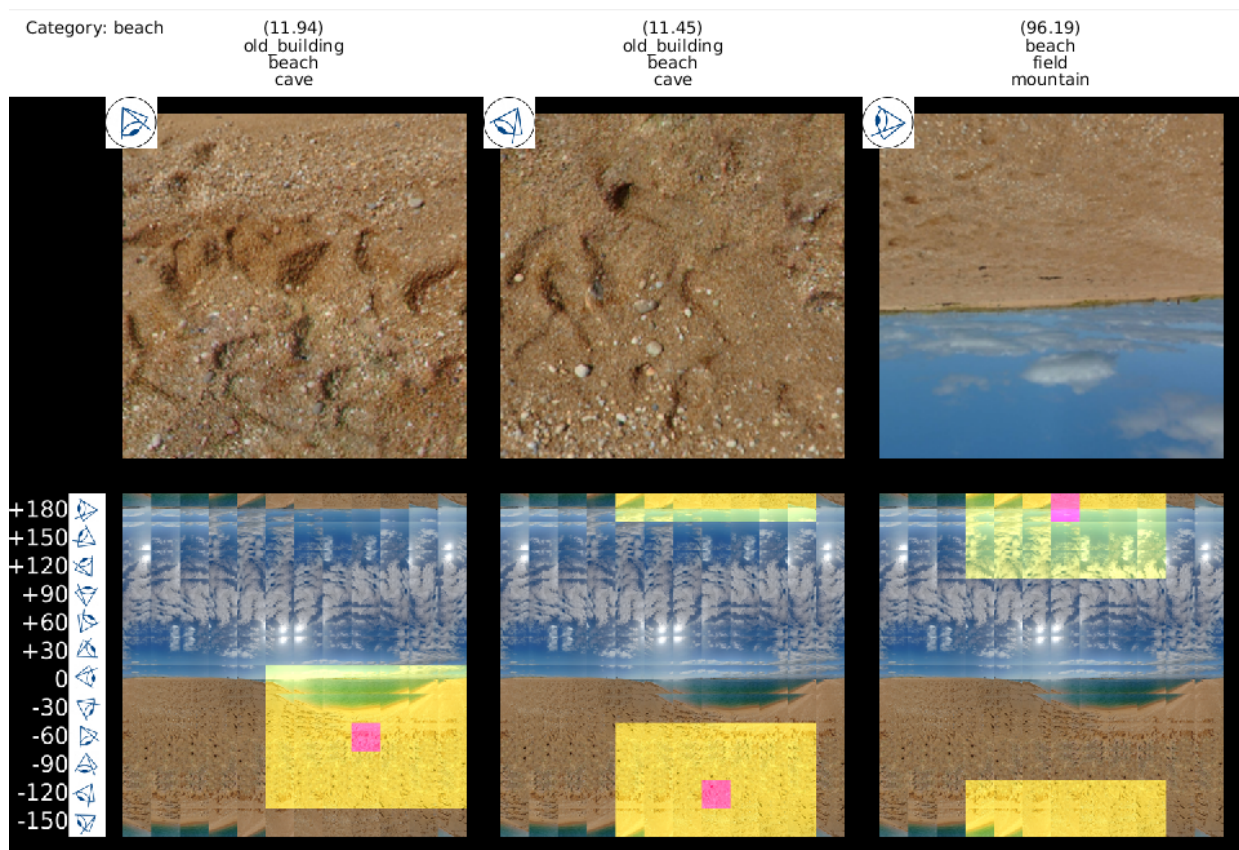 Category: beach
(11.94)
old_building
beach
cave
(11.45)
old_building
beach
cave
(96.19)
beach
field
mountain
+180
+150
+120
+90
+60
+30
0
-30
-60
-90
-120
-150